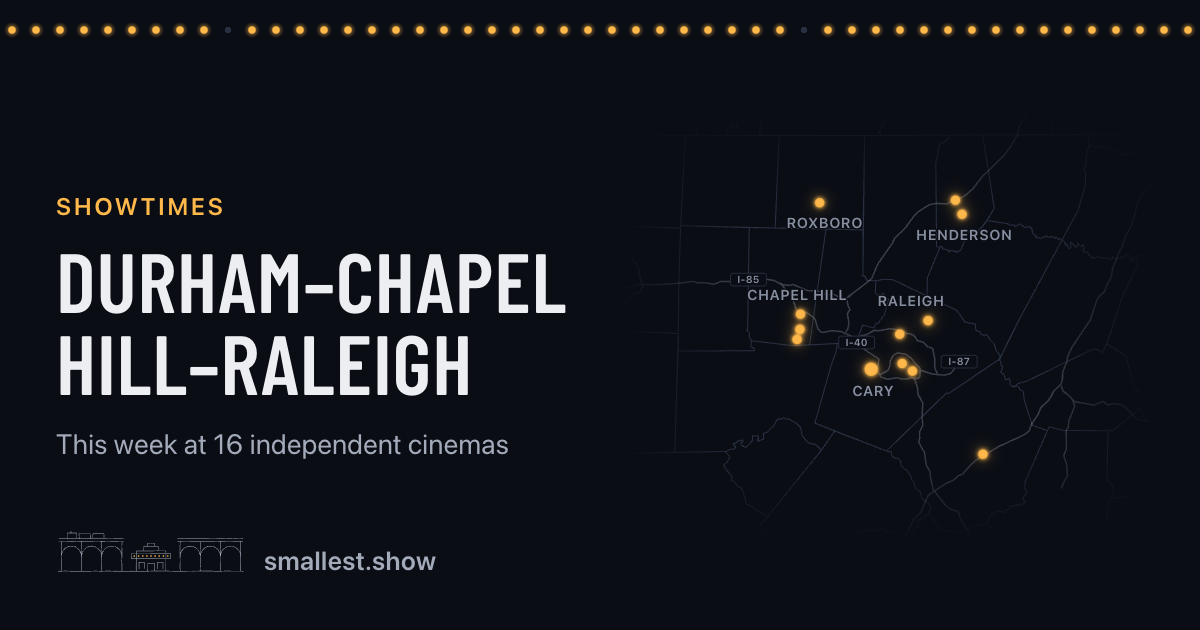 SHOWTIMES
DURHAM–CHAPEL
HILL–RALEIGH
This week at 16 independent cinemas
smallest.show
ROXBORO
HENDERSON
I-85
CHAPEL HILL
RALEIGH
I-40
I-87
CARY